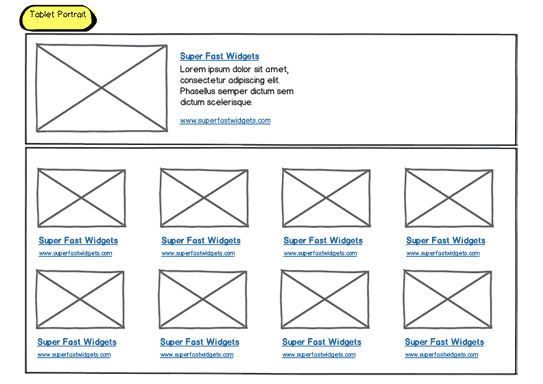 Tablet Portrait
Super Fast Widgets
Lorem ipsum dolor sit amet,
consectetur adipiscing elit.
Phasellus semper dictum sem
dictum scelerisque.
www.superfastwidgets.com
Super Fast Widgets
www.superfastwidgets.com
Super Fast Widgets
www.superfastwidgets.com
Super Fast Widgets
www.superfastwidgets.com
Super Fast Widgets
www.superfastwidgets.com
Super Fast Widgets
www.superfastwidgets.com
Super Fast Widgets
www.superfastwidgets.com
Super Fast Widgets
www.superfastwidgets.com
Super Fast Widgets
www.superfastwidgets.com